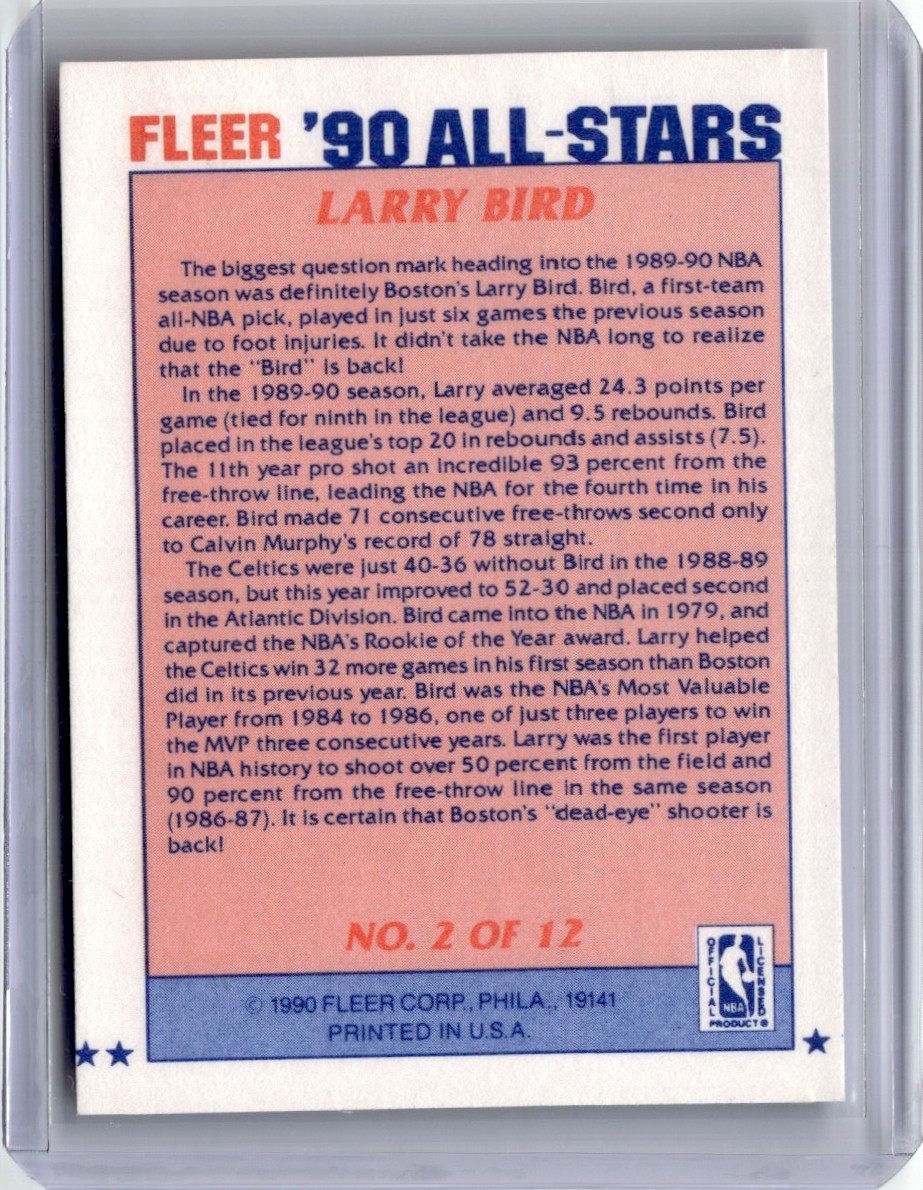 FLEER '90 ALL-STARS
LARRY BIRD
The biggest question mark heading into the 1989-90 NBA
season was definitely Boston's Larry Bird. Bird, a first-team
all-NBA pick, played in just six games the previous season
due to foot injuries. It didn't take the NBA long to realize
that the "Bird" is back!
In the 1989-90 season, Larry averaged 24.3 points per
game (tied for ninth in the league) and 9.5 rebounds. Bird
placed in the league's top 20 in rebounds and assists (7.5).
The 11th year pro shot an incredible 93 percent from the
free-throw line, leading the NBA for the fourth time in his
career. Bird made 71 consecutive free-throws second only
to Calvin Murphy's record of 78 straight.
The Celtics were just 40-36 without Bird in the 1988-89
season, but this year improved to 52-30 and placed second
in the Atlantic Division. Bird came into the NBA in 1979, and
captured the NBA's Rookie of the Year award. Larry helped
the Celtics win 32 more games in his first season than Boston
did in its previous year. Bird was the NBA's Most Valuable
Player from 1984 to 1986, one of just three players to win
the MVP three consecutive years. Larry was the first player
in NBA history to shoot over 50 percent from the field and
90 percent from the free-throw line in the same season
(1986-87). It is certain that Boston's "dead-eye" shooter is
back!
NO. 2 OF 12
OFFICIAL
LICENSED
NBA
PRODUCT®
© 1990 FLEER CORP., PHILA., 19141
PRINTED IN U.S.A.